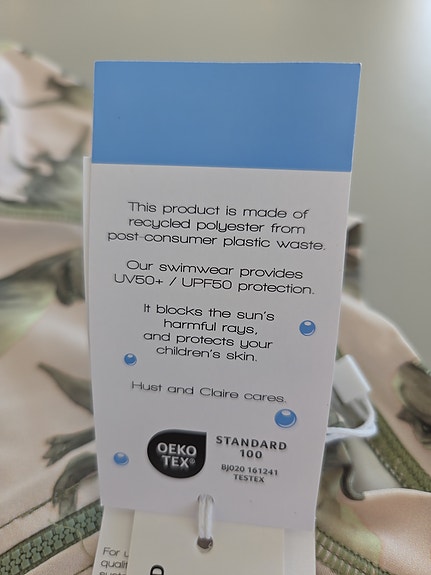 This product is made of
recycled polyester from
post-consumer plastic waste.
Our swimwear provides
UV50+ / UPF50 protection.
It blocks the sun's
harmful rays,
and protects your
children's skin.
Hust and Claire cares.
OEKO
TEX®
STANDARD
100
BJ020 161241
TESTEX
For